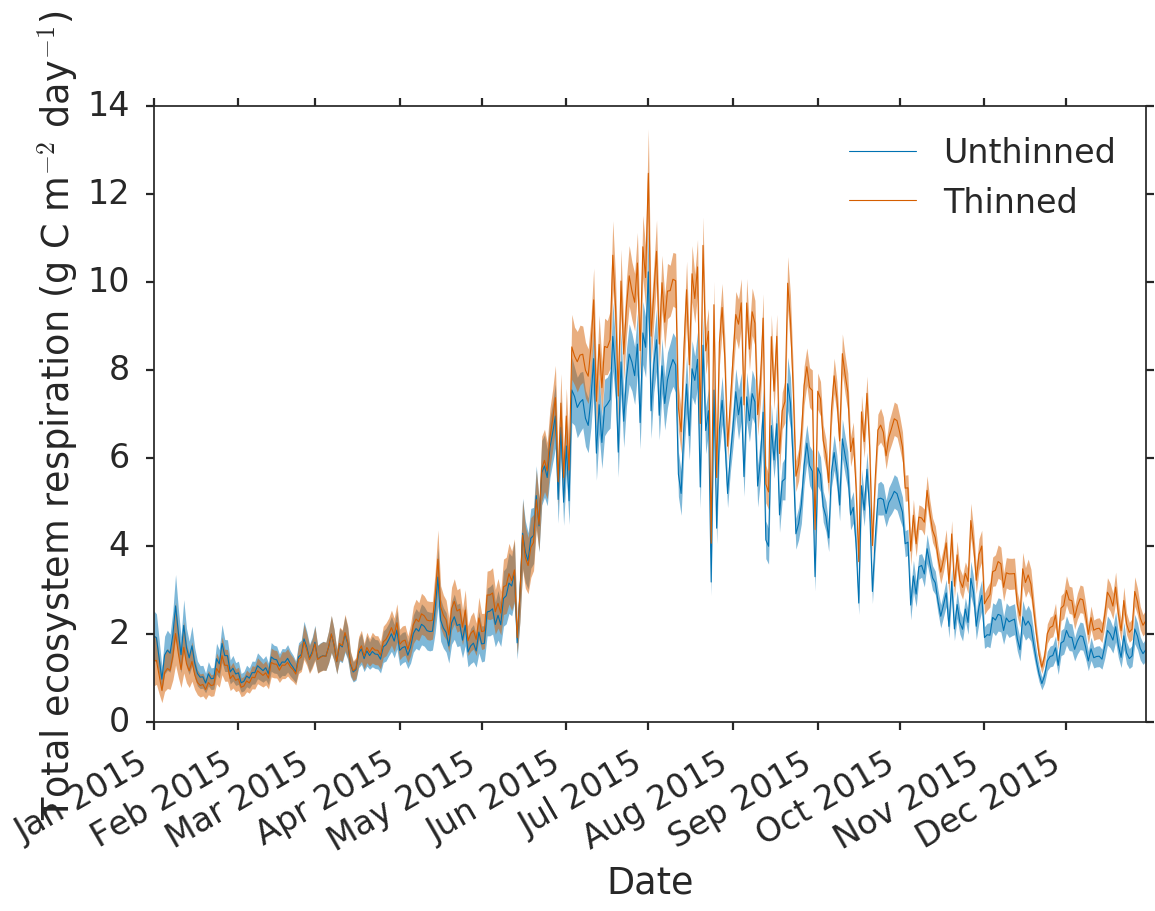 Total ecosystem respiration (g C m⁻² day⁻¹)
14
12
10
8
6
4
2
0
Unthinned
Thinned
Jan 2015
Feb 2015
Mar 2015
Apr 2015
May 2015
Jun 2015
Jul 2015
Aug 2015
Sep 2015
Oct 2015
Nov 2015
Dec 2015
Date